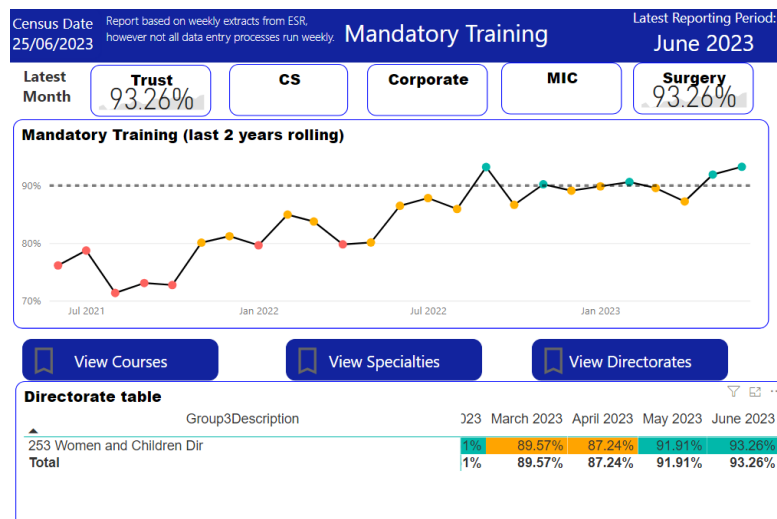 Census Date
25/06/2023
Report based on weekly extracts from ESR,
however not all data entry processes run weekly.
Mandatory Training
Latest Reporting Period:
June 2023
Latest
Month
Trust
93.26%
CS
Corporate
MIC
Surgery
93.26%
Mandatory Training (last 2 years rolling)
90%
80%
70%
Jul 2021
Jan 2022
Jul 2022
Jan 2023
View Courses
View Specialties
View Directorates
Directorate table
Group3Description
023 March 2023 April 2023 May 2023 June 2023
253 Women and Children Dir 1% 89.57% 87.24% 91.91% 93.26%
Total 1% 89.57% 87.24% 91.91% 93.26%